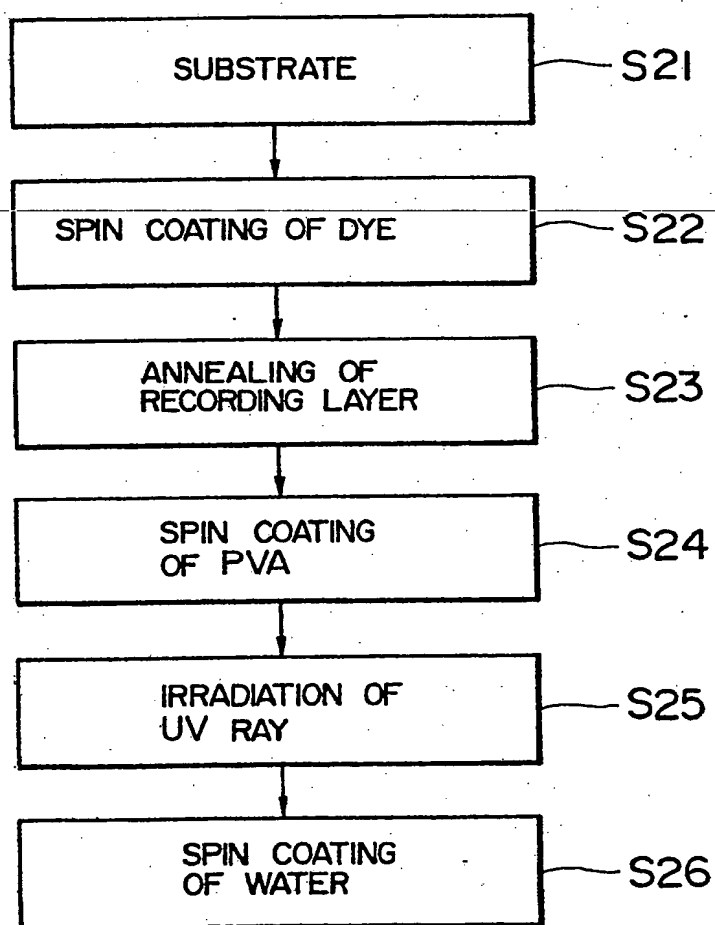 SUBSTRATE
S21
SPIN COATING OF DYE
S22
ANNEALING OF
RECORDING LAYER
S23
SPIN COATING
OF PVA
S24
IRRADIATION OF
UV RAY
S25
SPIN COATING
OF WATER
S26